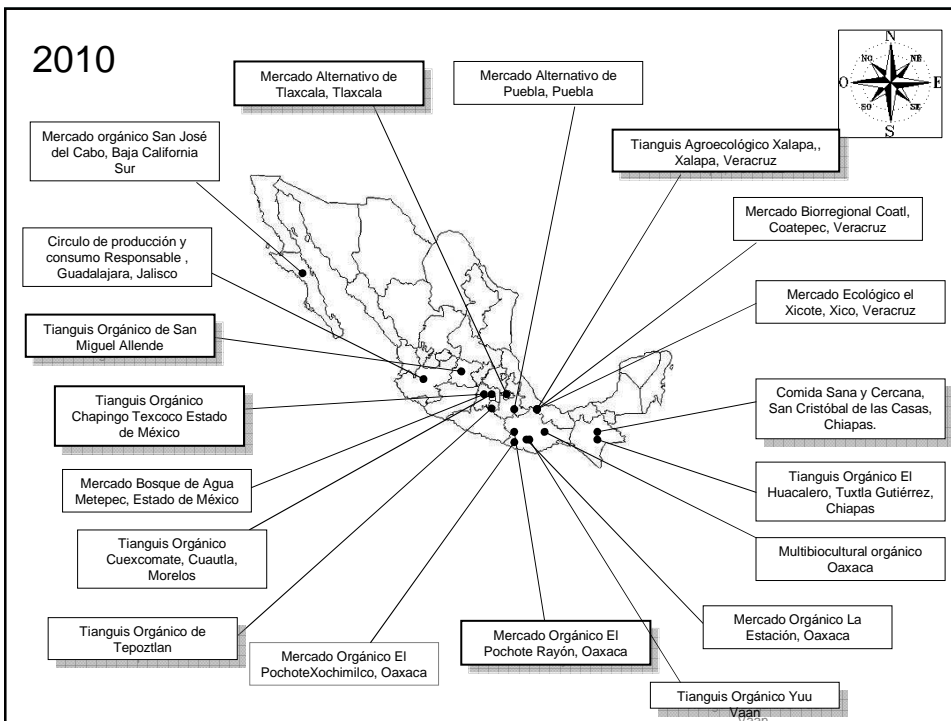 2010
Mercado Alternativo de
Tlaxcala, Tlaxcala
Mercado Alternativo de
Puebla, Puebla
N
NO
NE
O
E
SO
SE
S
Mercado orgánico San José
del Cabo, Baja California
Sur
Tianguis Agroecológico Xalapa,,
Xalapa, Veracruz
Circulo de producción y
consumo Responsable ,
Guadalajara, Jalisco
Mercado Biorregional Coatl,
Coatepec, Veracruz
Tianguis Orgánico de San
Miguel Allende
Mercado Ecológico el
Xicote, Xico, Veracruz
Tianguis Orgánico
Chapingo Texcoco Estado
de México
Comida Sana y Cercana,
San Cristóbal de las Casas,
Chiapas.
Mercado Bosque de Agua
Metepec, Estado de México
Tianguis Orgánico El
Huacalero, Tuxtla Gutiérrez,
Chiapas
Tianguis Orgánico
Cuexcomate, Cuautla,
Morelos
Multibiocultural orgánico
Oaxaca
Tianguis Orgánico de
Tepoztlan
Mercado Orgánico El
PochoteXochimilco, Oaxaca
Mercado Orgánico El
Pochote Rayón, Oaxaca
Mercado Orgánico La
Estación, Oaxaca
Tianguis Orgánico Yuu
Vaan